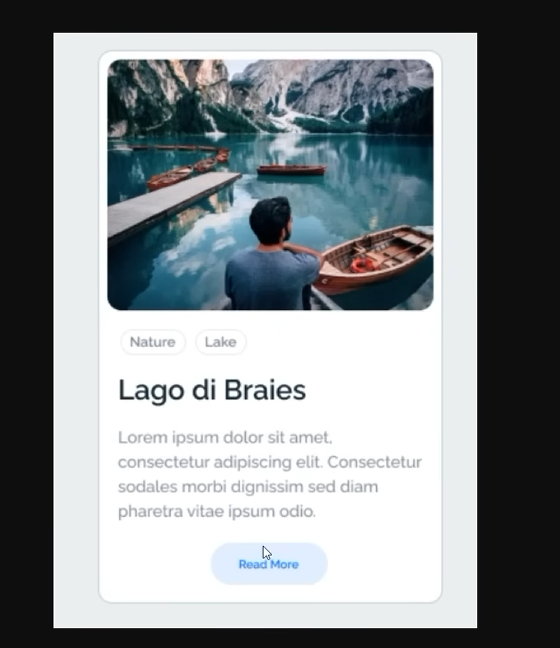 Nature Lake
Lago di Braies
Lorem ipsum dolor sit amet,
consectetur adipiscing elit. Consectetur
sodales morbi dignissim sed diam
pharetra vitae ipsum odio.
Read More